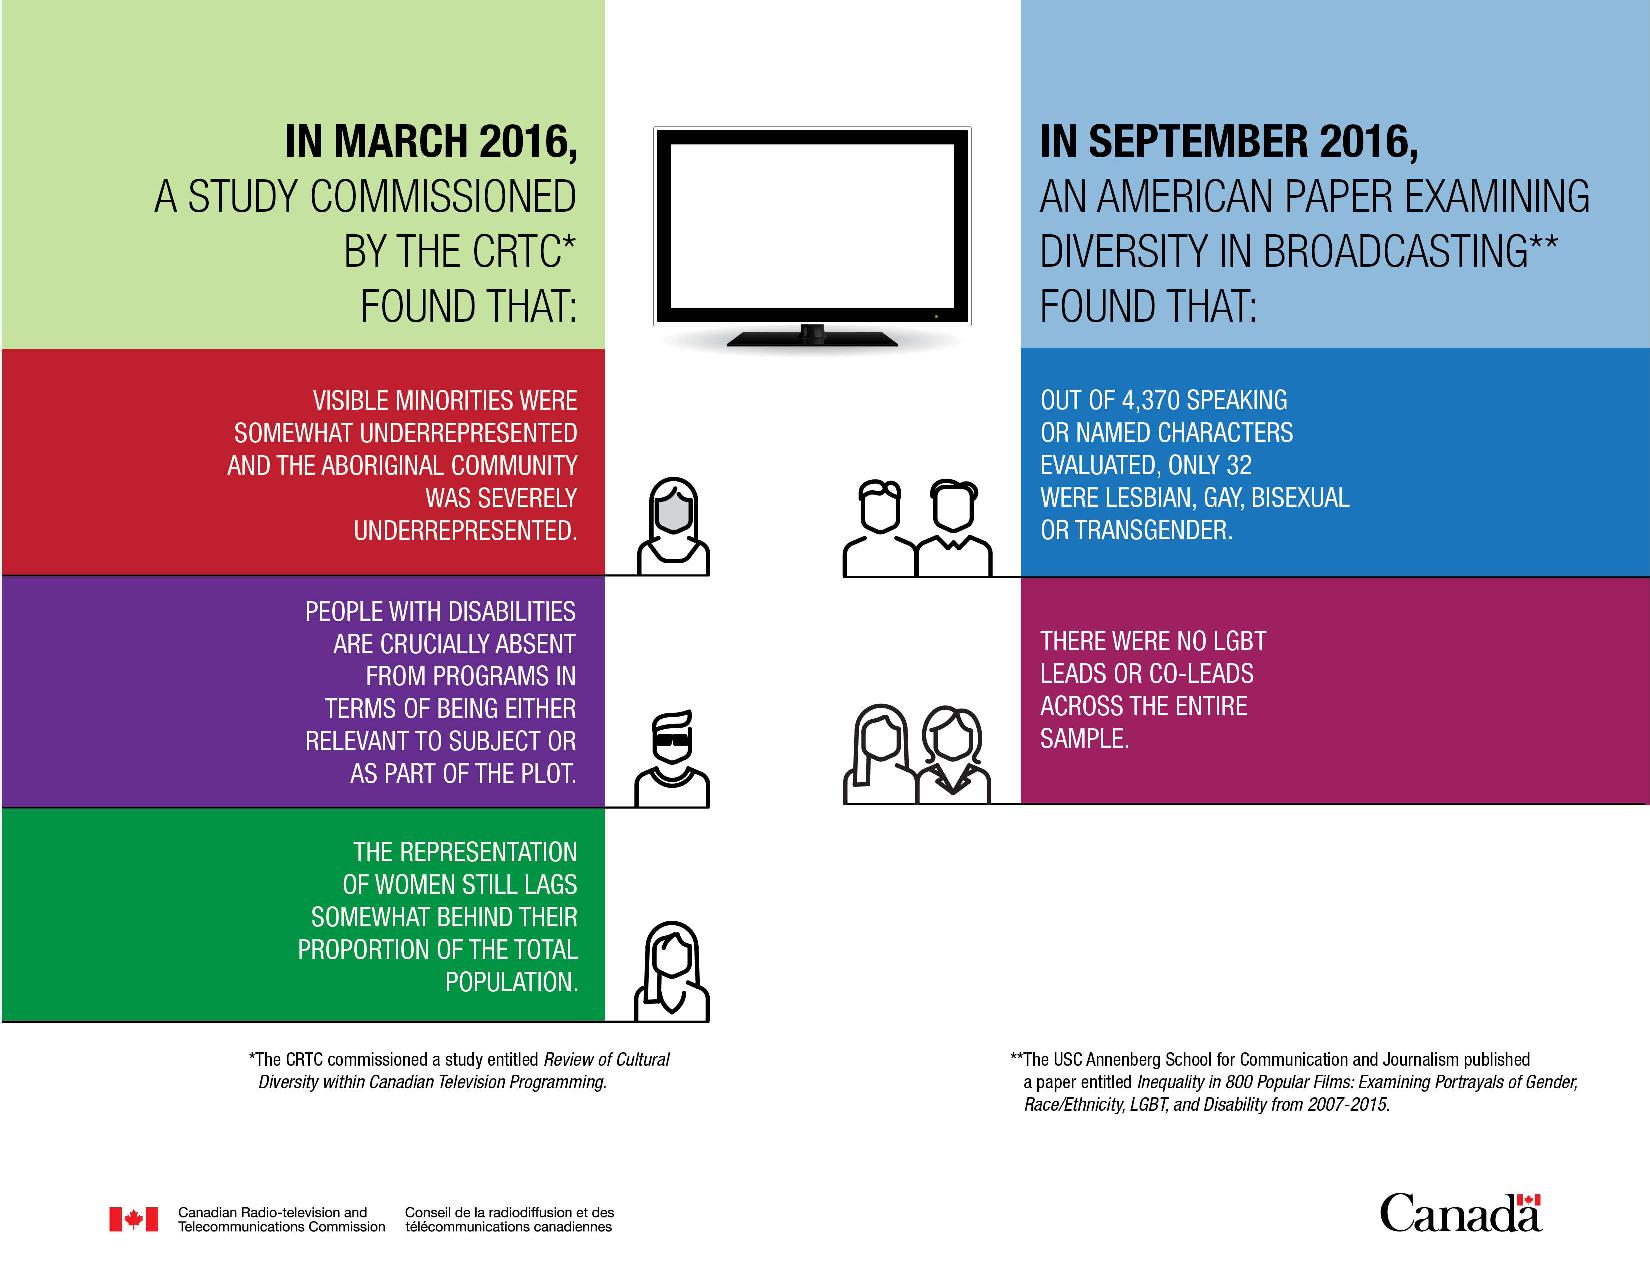 IN MARCH 2016,
A STUDY COMMISSIONED
BY THE CRTC*
FOUND THAT:
VISIBLE MINORITIES WERE
SOMEWHAT UNDERREPRESENTED
AND THE ABORIGINAL COMMUNITY
WAS SEVERELY
UNDERREPRESENTED.
PEOPLE WITH DISABILITIES
ARE CRUCIALLY ABSENT
FROM PROGRAMS IN
TERMS OF BEING EITHER
RELEVANT TO SUBJECT OR
AS PART OF THE PLOT.
THE REPRESENTATION
OF WOMEN STILL LAGS
SOMEWHAT BEHIND THEIR
PROPORTION OF THE TOTAL
POPULATION.
*The CRTC commissioned a study entitled Review of Cultural
Diversity within Canadian Television Programming.
IN SEPTEMBER 2016,
AN AMERICAN PAPER EXAMINING
DIVERSITY IN BROADCASTING**
FOUND THAT:
OUT OF 4,370 SPEAKING
OR NAMED CHARACTERS
EVALUATED, ONLY 32
WERE LESBIAN, GAY, BISEXUAL
OR TRANSGENDER.
THERE WERE NO LGBT
LEADS OR CO-LEADS
ACROSS THE ENTIRE
SAMPLE.
**The USC Annenberg School for Communication and Journalism published
a paper entitled Inequality in 800 Popular Films: Examining Portrayals of Gender,
Race/Ethnicity, LGBT, and Disability from 2007-2015.
Canadian Radio-television and
Telecommunications Commission
Conseil de la radiodiffusion et des
télécommunications canadiennes
Canada